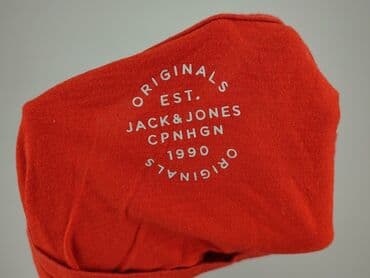 ORIGINALS
EST.
JACK&JONES
CPNHGN
1990
ORIGINALS